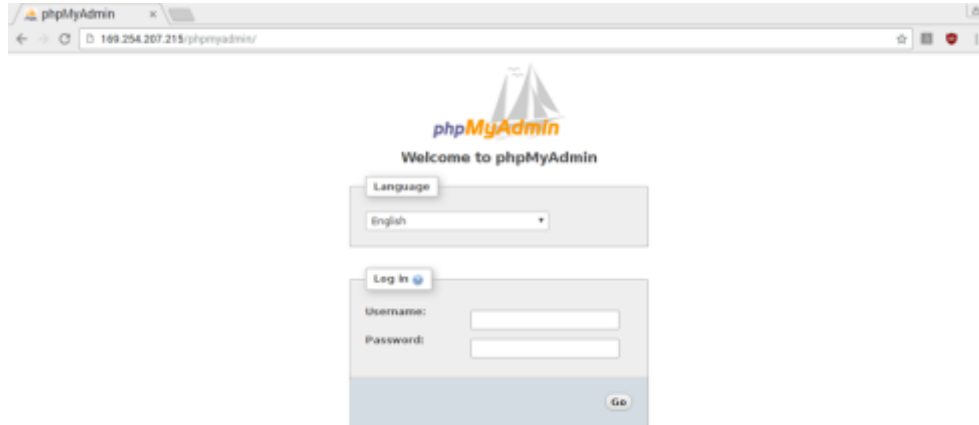 phpMyAdmin
169.254.207.215/phpmyadmin/
phpMyAdmin
Welcome to phpMyAdmin
Language
English
Log in
Username:
Password:
Go